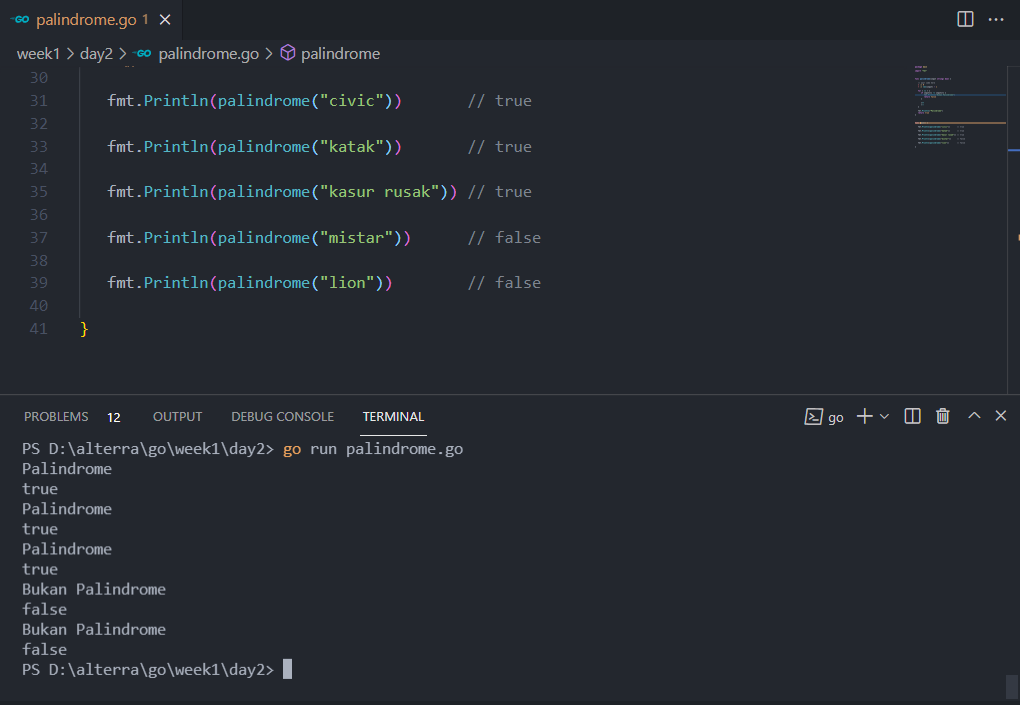 GO palindrome.go 1
week1 > day2 > GO palindrome.go > palindrome
30
31 fmt.Println(palindrome("civic")) // true
32
33 fmt.Println(palindrome("katak")) // true
34
35 fmt.Println(palindrome("kasur rusak")) // true
36
37 fmt.Println(palindrome("mistar")) // false
38
39 fmt.Println(palindrome("lion")) // false
40
41 }
PROBLEMS 12 OUTPUT DEBUG CONSOLE TERMINAL go
PS D:\alterra\go\week1\day2> go run palindrome.go
Palindrome
true
Palindrome
true
Palindrome
true
Bukan Palindrome
false
Bukan Palindrome
false
PS D:\alterra\go\week1\day2>